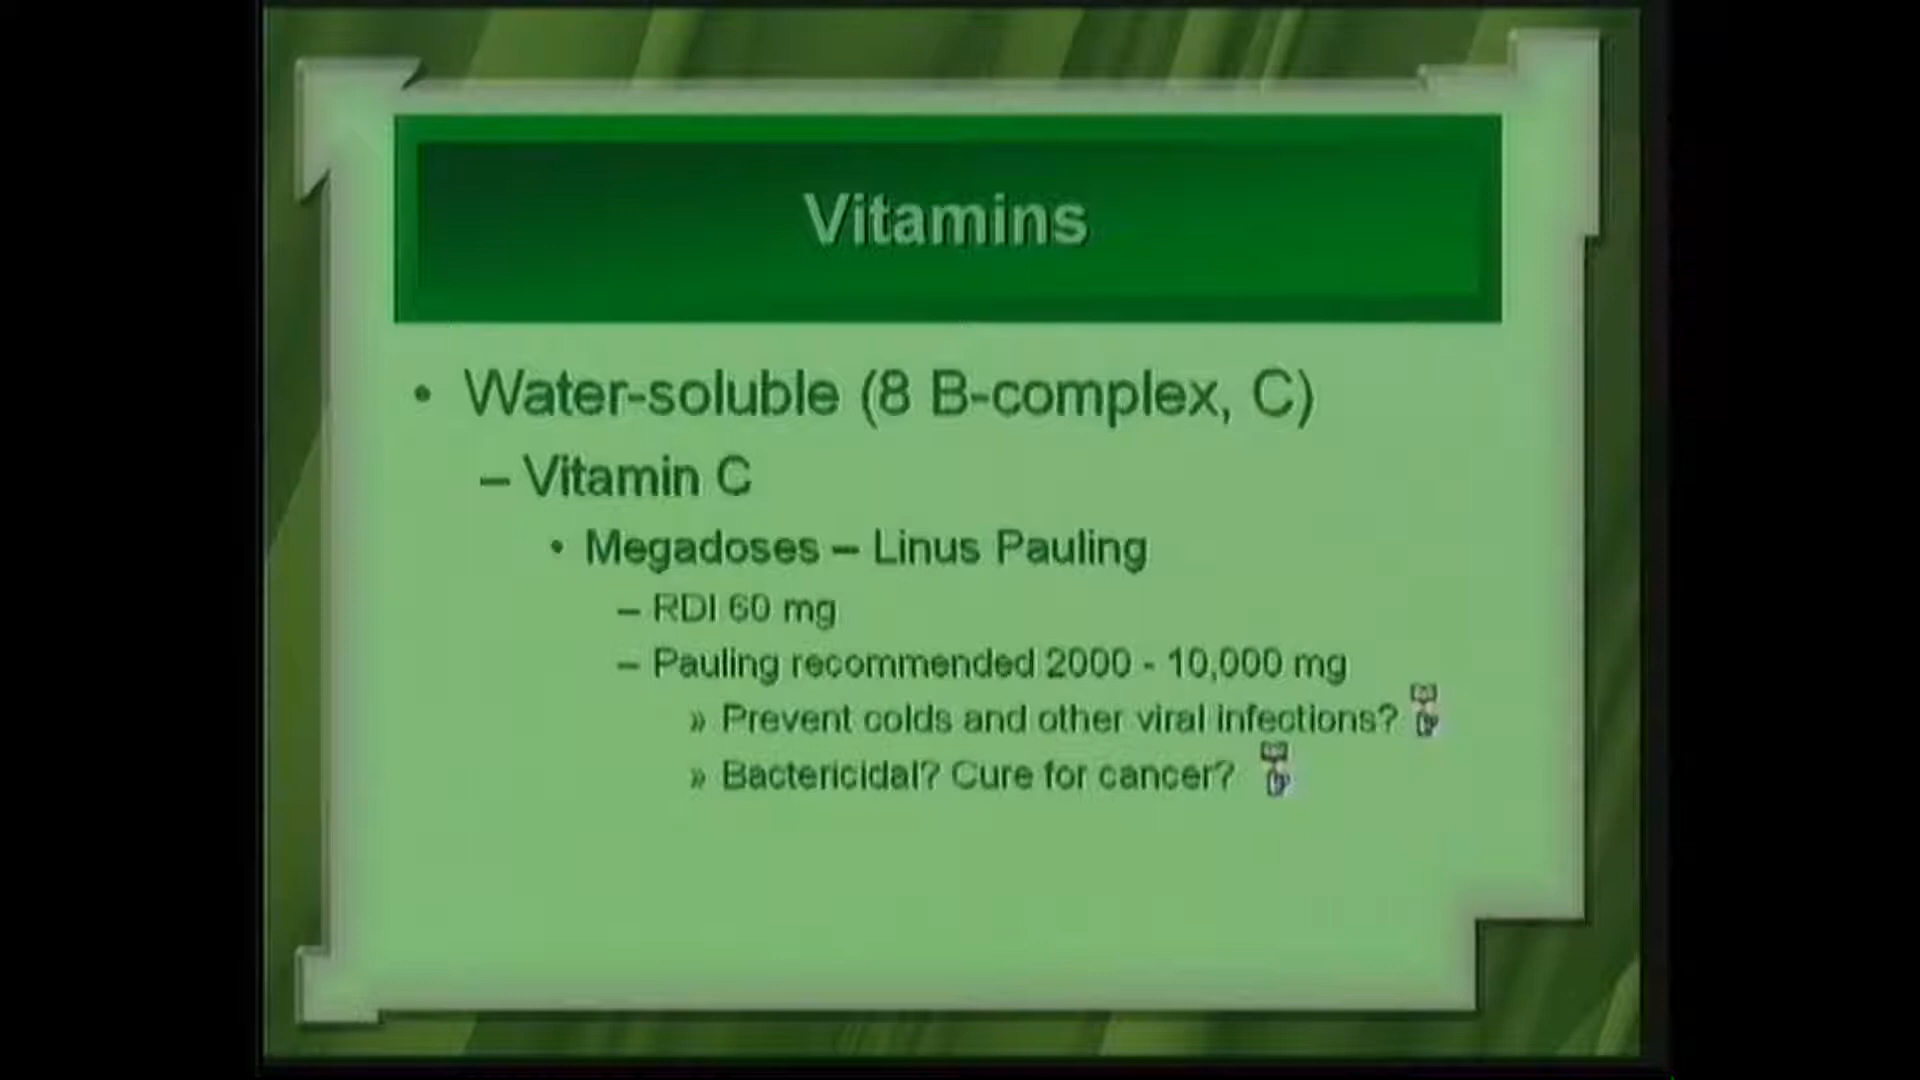 Vitamins
• Water-soluble (8 B-complex, C)
– Vitamin C
• Megadoses – Linus Pauling
– RDI 60 mg
– Pauling recommended 2000 - 10,000 mg
» Prevent colds and other viral infections?
» Bactericidal? Cure for cancer?